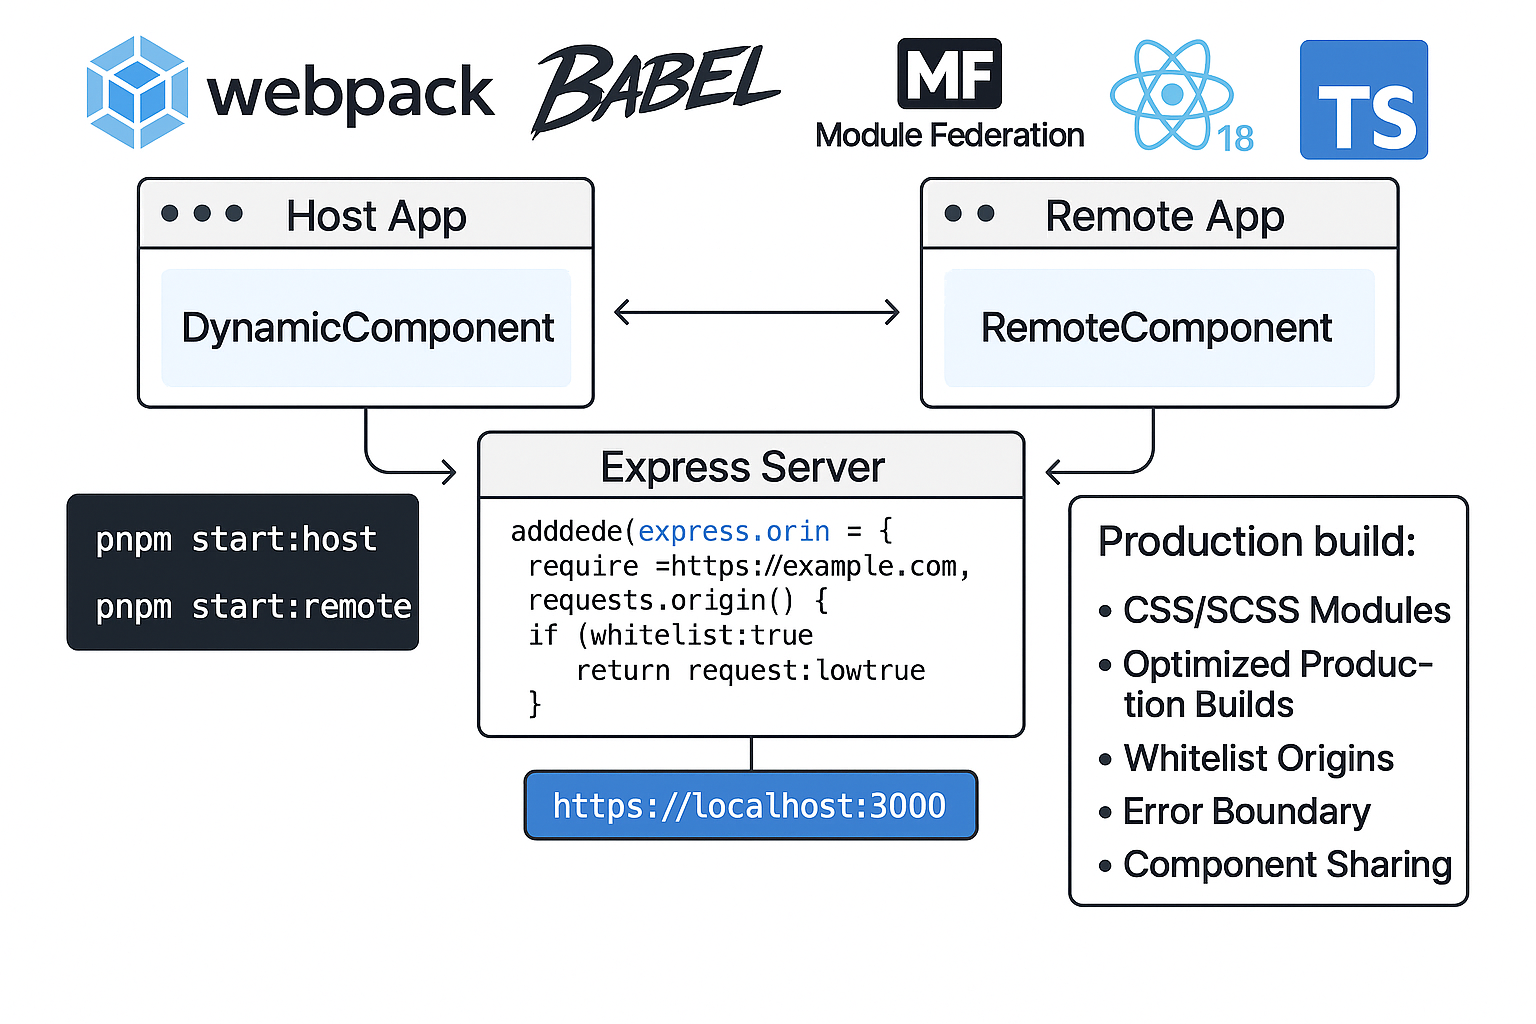 webpack
BABEL
MF
Module Federation
18
TS
Host App
DynamicComponent
Remote App
RemoteComponent
pnpm start:host
pnpm start:remote
Express Server
adddede(express.orin = {
require =https://example.com,
requests.origin() {
if (whitelist:true
return request:lowtrue
}
https://localhost:3000
Production build:
• CSS/SCSS Modules
• Optimized Produc-
tion Builds
• Whitelist Origins
• Error Boundary
• Component Sharing